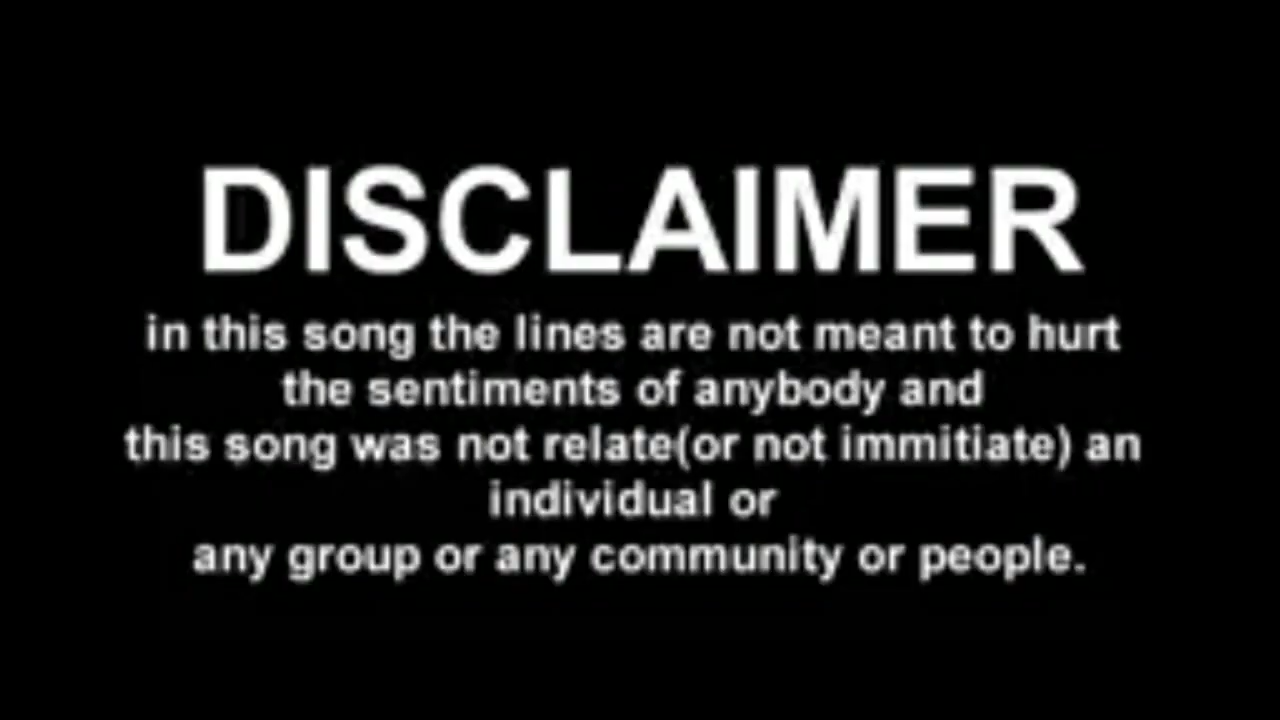 DISCLAIMER
in this song the lines are not meant to hurt
the sentiments of anybody and
this song was not relate(or not immitiate) an
individual or
any group or any community or people.